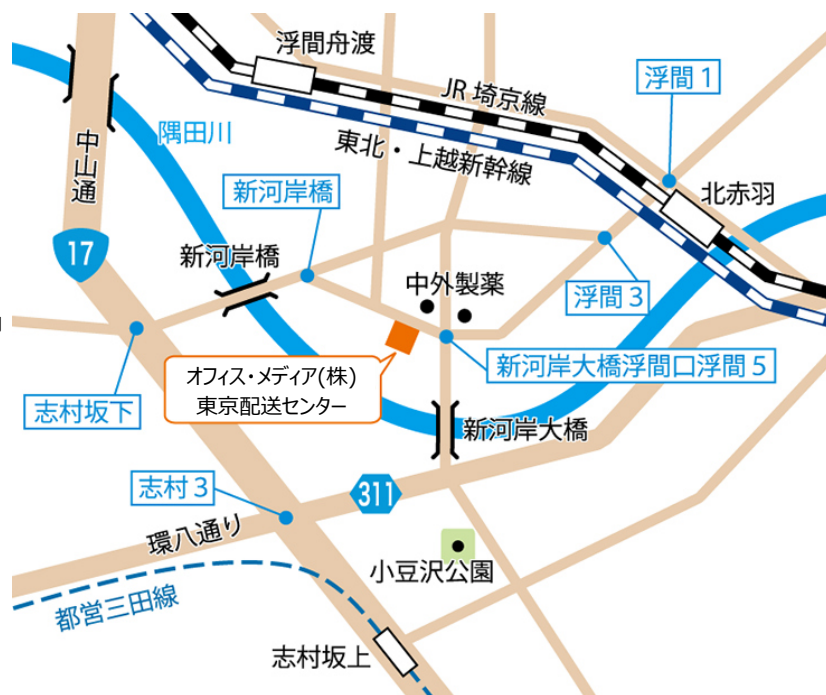 浮間舟渡
JR 埼京線
浮間 1
隅田川
東北・上越新幹線
中山通
新河岸橋
北赤羽
17
新河岸橋
中外製薬
浮間 3
オフィス・メディア(株)
東京配送センター
新河岸大橋浮間口浮間 5
志村坂下
新河岸大橋
志村 3
311
環八通り
小豆沢公園
都営三田線
志村坂上